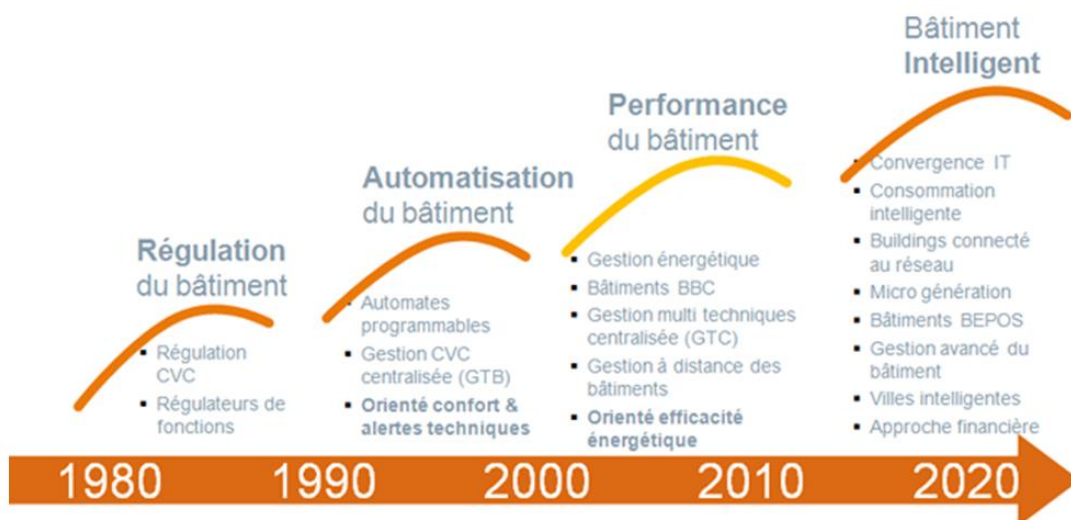 Régulation
du bâtiment
▪ Régulation
CVC
▪ Régulateurs de
fonctions
Automatisation
du bâtiment
▪ Automates
programmables
▪ Gestion CVC
centralisée (GTB)
▪ Orienté confort &
alertes techniques
Performance
du bâtiment
▪ Gestion énergétique
▪ Bâtiments BBC
▪ Gestion multi techniques
centralisée (GTC)
▪ Gestion à distance des
bâtiments
▪ Orienté efficacité
énergétique
Bâtiment
Intelligent
▪ Convergence IT
▪ Consommation
intelligente
▪ Buildings connecté
au réseau
▪ Micro génération
▪ Bâtiments BEPOS
▪ Gestion avancé du
bâtiment
▪ Villes intelligentes
▪ Approche financière
1980 1990 2000 2010 2020